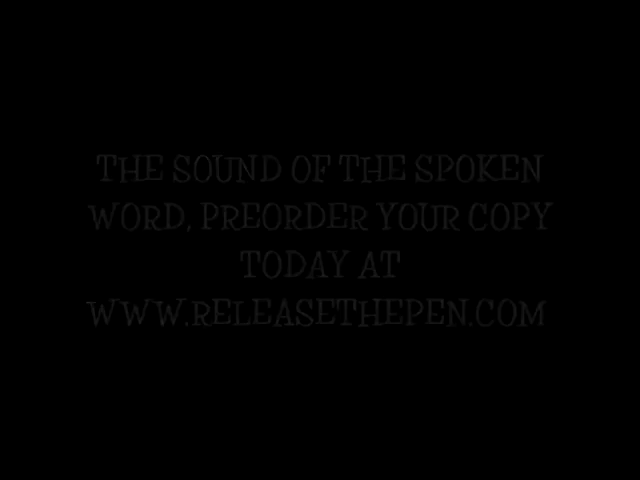 THE SOUND OF THE SPOKEN
WORD, PREORDER YOUR COPY
TODAY AT
WWW.RELEASETHEPEN.COM